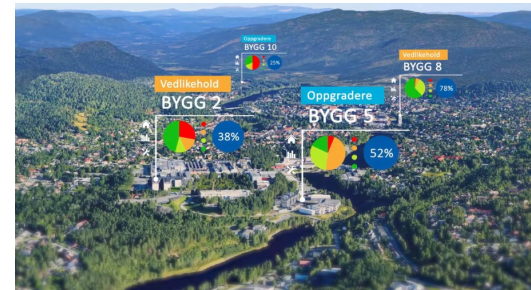 Oppgradere
BYGG 10
25%
Vedlikehold
BYGG 8
78%
Vedlikehold
BYGG 2
38%
Oppgradere
BYGG 5
52%